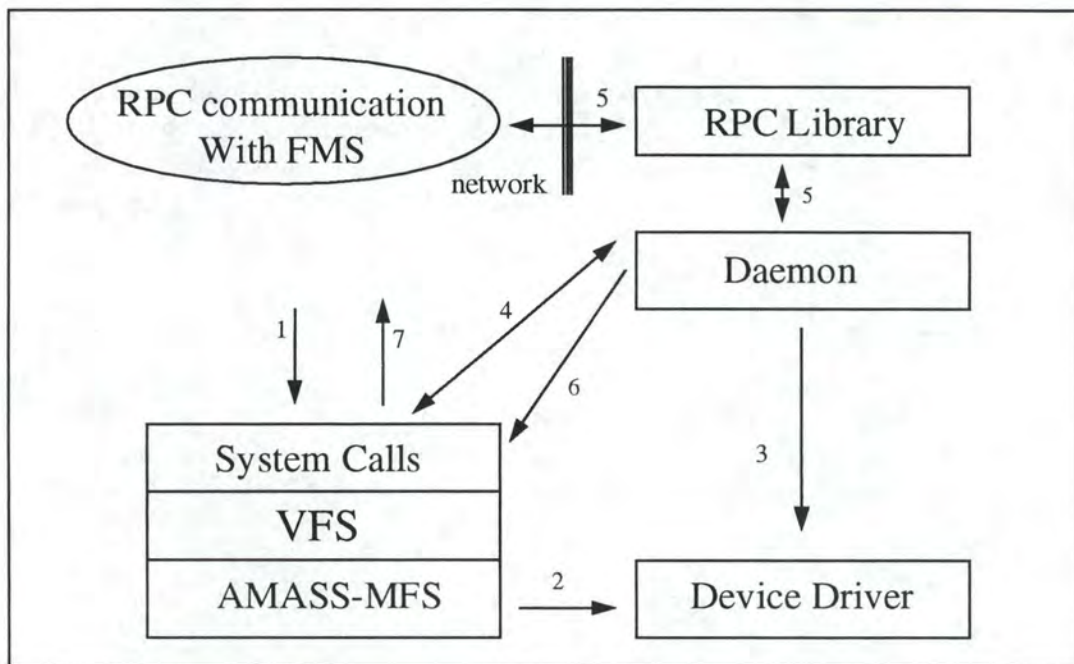 RPC communication
With FMS
network
5
RPC Library
5
Daemon
1
7
4
6
3
System Calls
VFS
AMASS-MFS
2
Device Driver